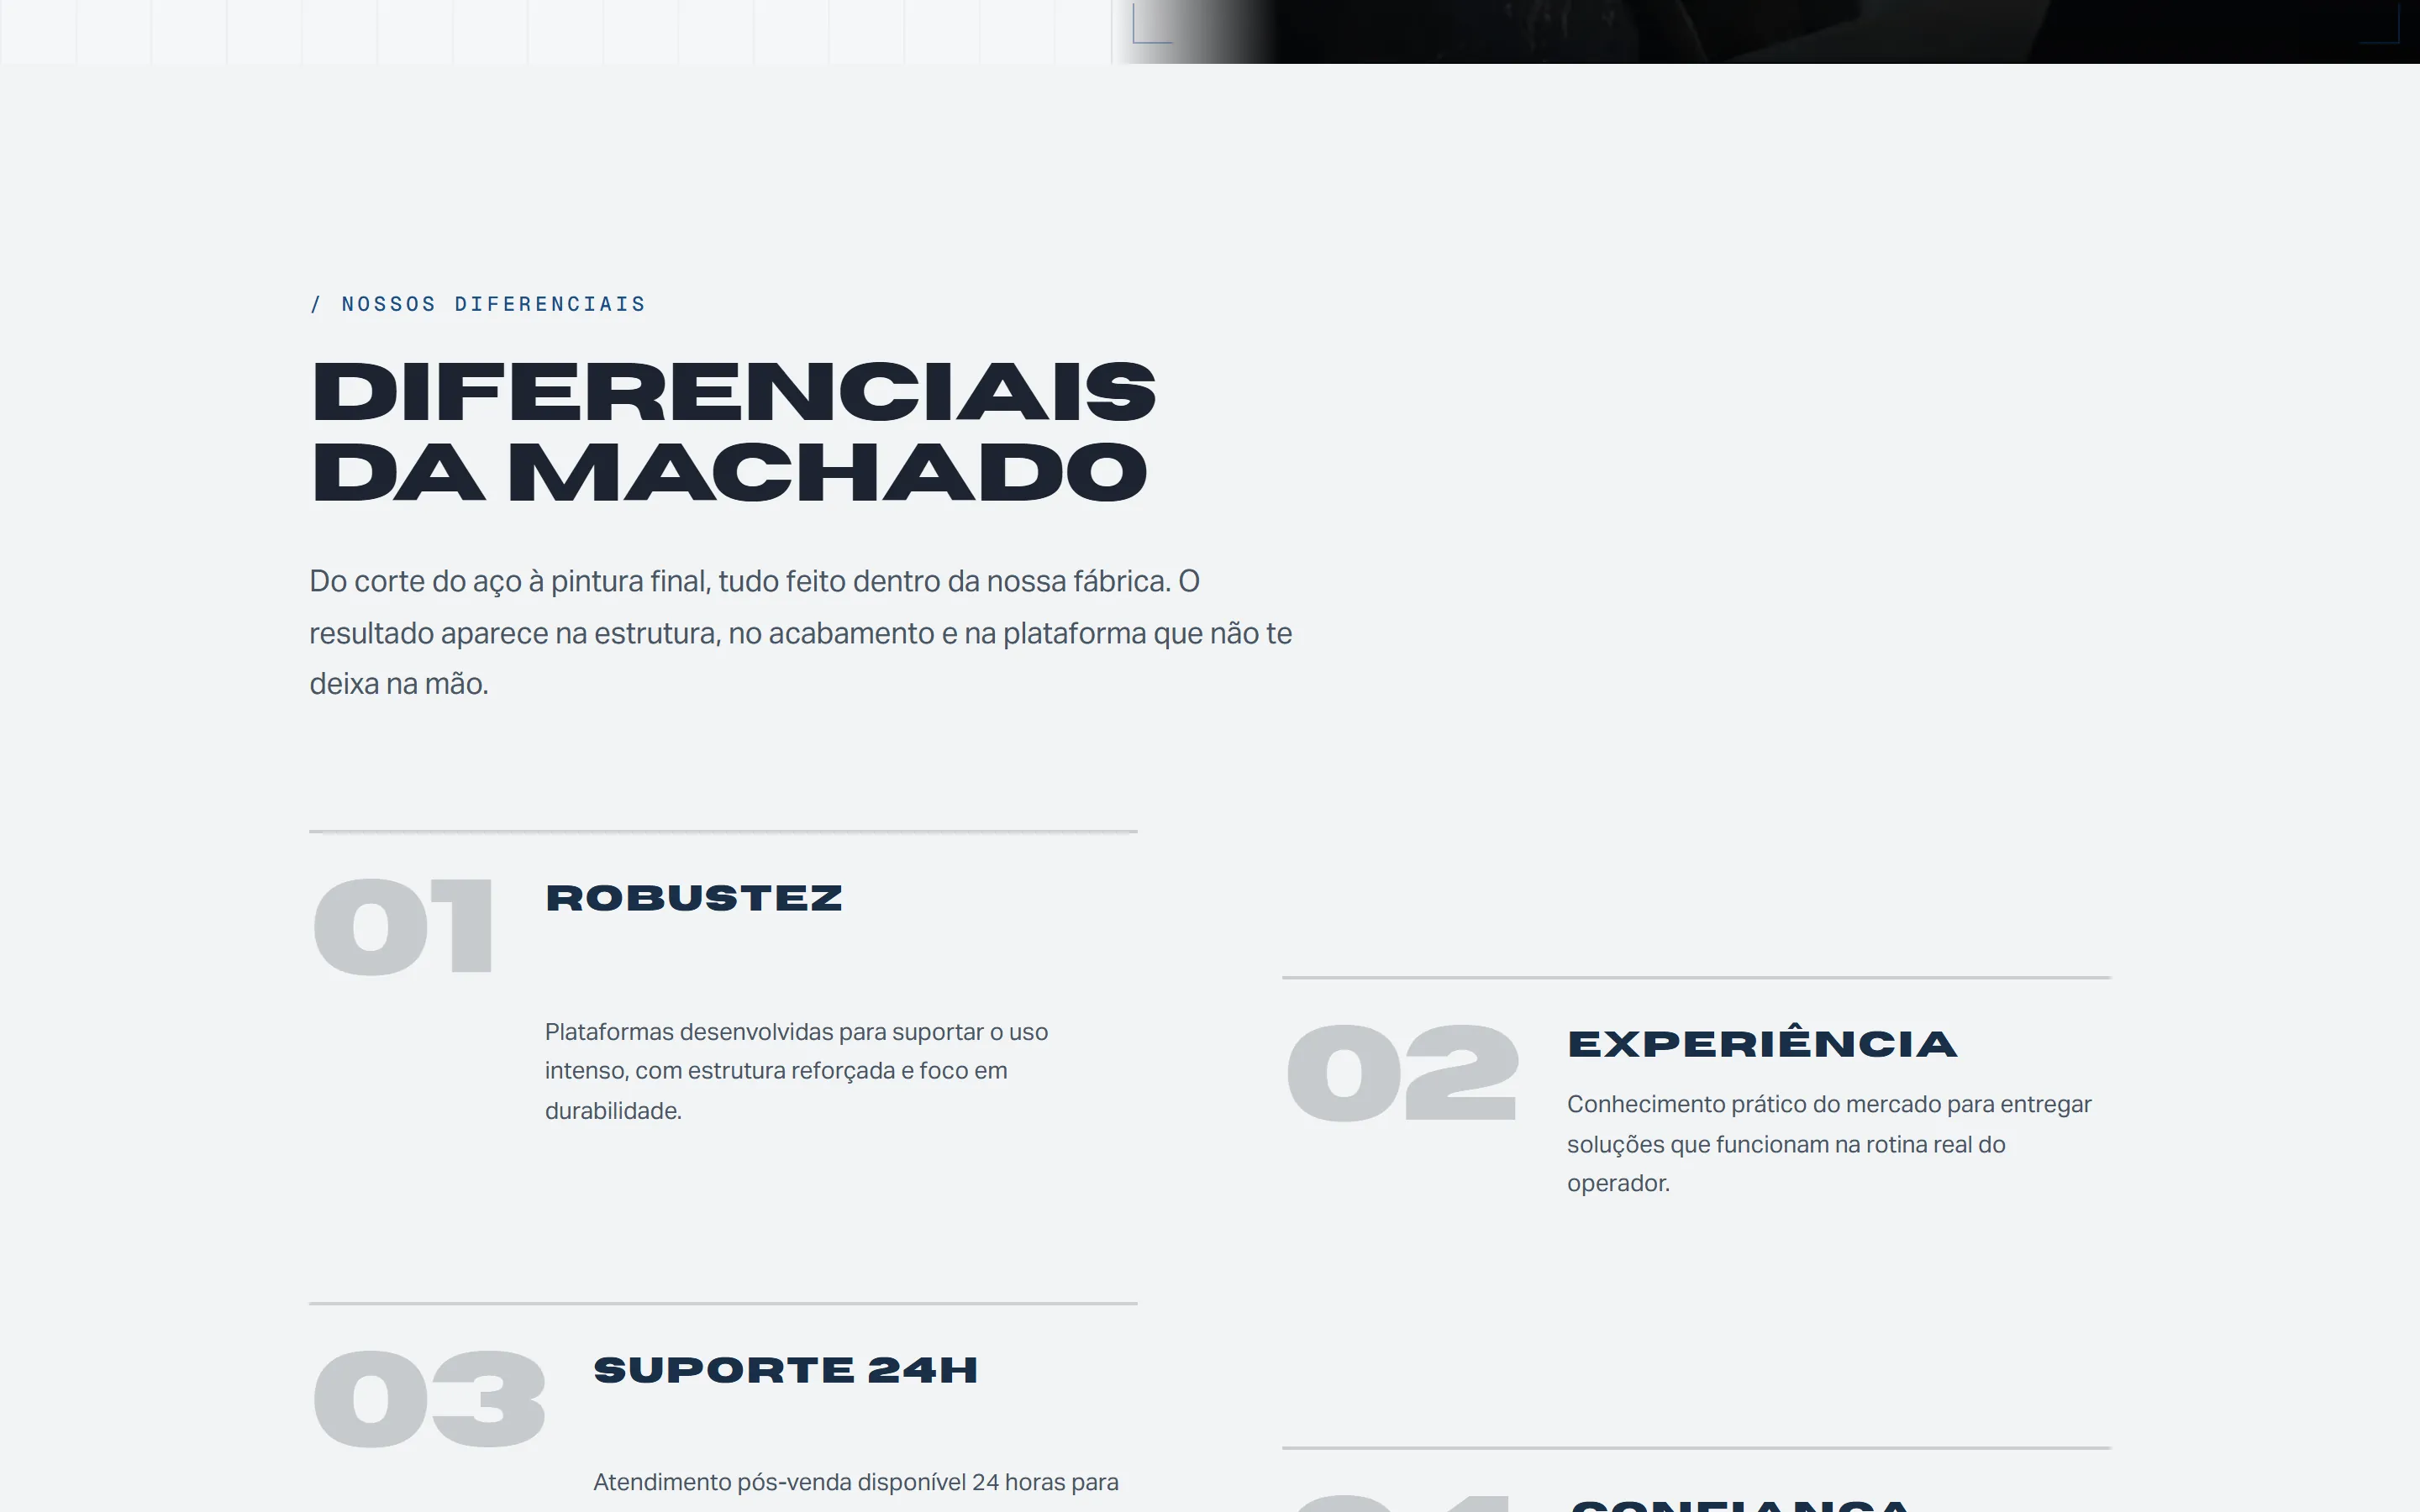 / NOSSOS DIFERENCIAIS
DIFERENCIAIS
DA MACHADO
Do corte do aço à pintura final, tudo feito dentro da nossa fábrica. O
resultado aparece na estrutura, no acabamento e na plataforma que não te
deixa na mão.
01
ROBUSTEZ
Plataformas desenvolvidas para suportar o uso
intenso, com estrutura reforçada e foco em
durabilidade.
02
EXPERIÊNCIA
Conhecimento prático do mercado para entregar
soluções que funcionam na rotina real do
operador.
03
SUPORTE 24H
Atendimento pós-venda disponível 24 horas para